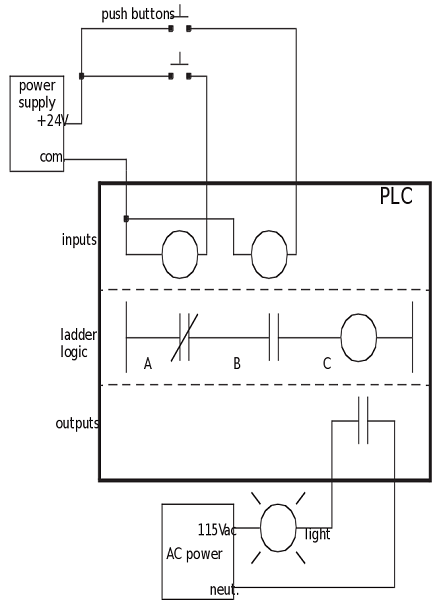 push buttons
power
supply
+24V
com.
PLC
inputs
ladder
logic
A B C
outputs
115Vac
light
AC power
neut.